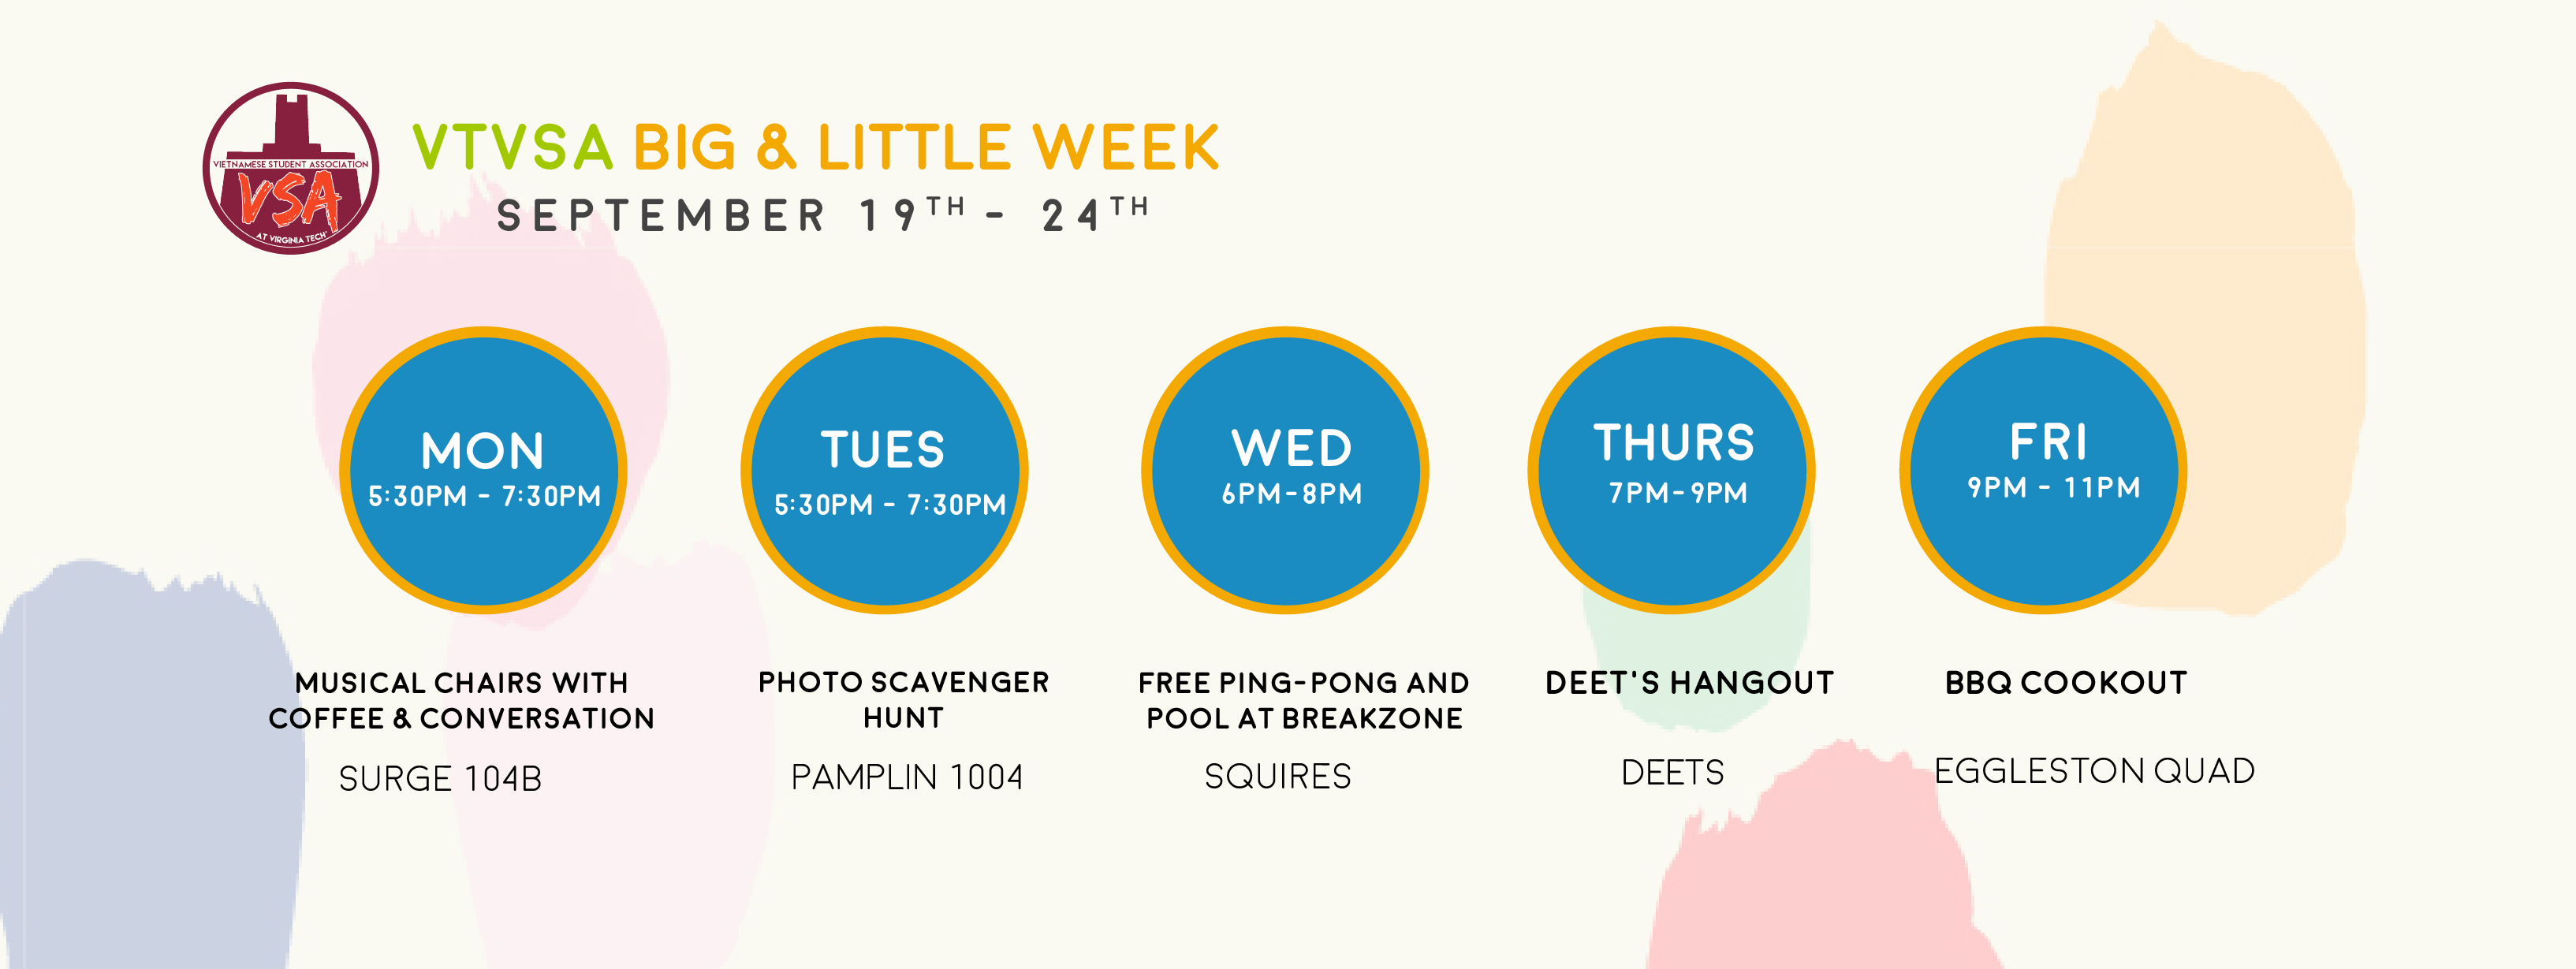 VIETNAMESE STUDENT ASSOCIATION
VSA
AT VIRGINIA TECH
VTVSA BIG & LITTLE WEEK
SEPTEMBER 19TH - 24TH
MON
5:30PM - 7:30PM
MUSICAL CHAIRS WITH
COFFEE & CONVERSATION
SURGE 104B
TUES
5:30PM - 7:30PM
PHOTO SCAVENGER
HUNT
PAMPLIN 1004
WED
6PM-8PM
FREE PING-PONG AND
POOL AT BREAKZONE
SQUIRES
THURS
7PM-9PM
DEET'S HANGOUT
DEETS
FRI
9PM - 11PM
BBQ COOKOUT
EGGLESTON QUAD